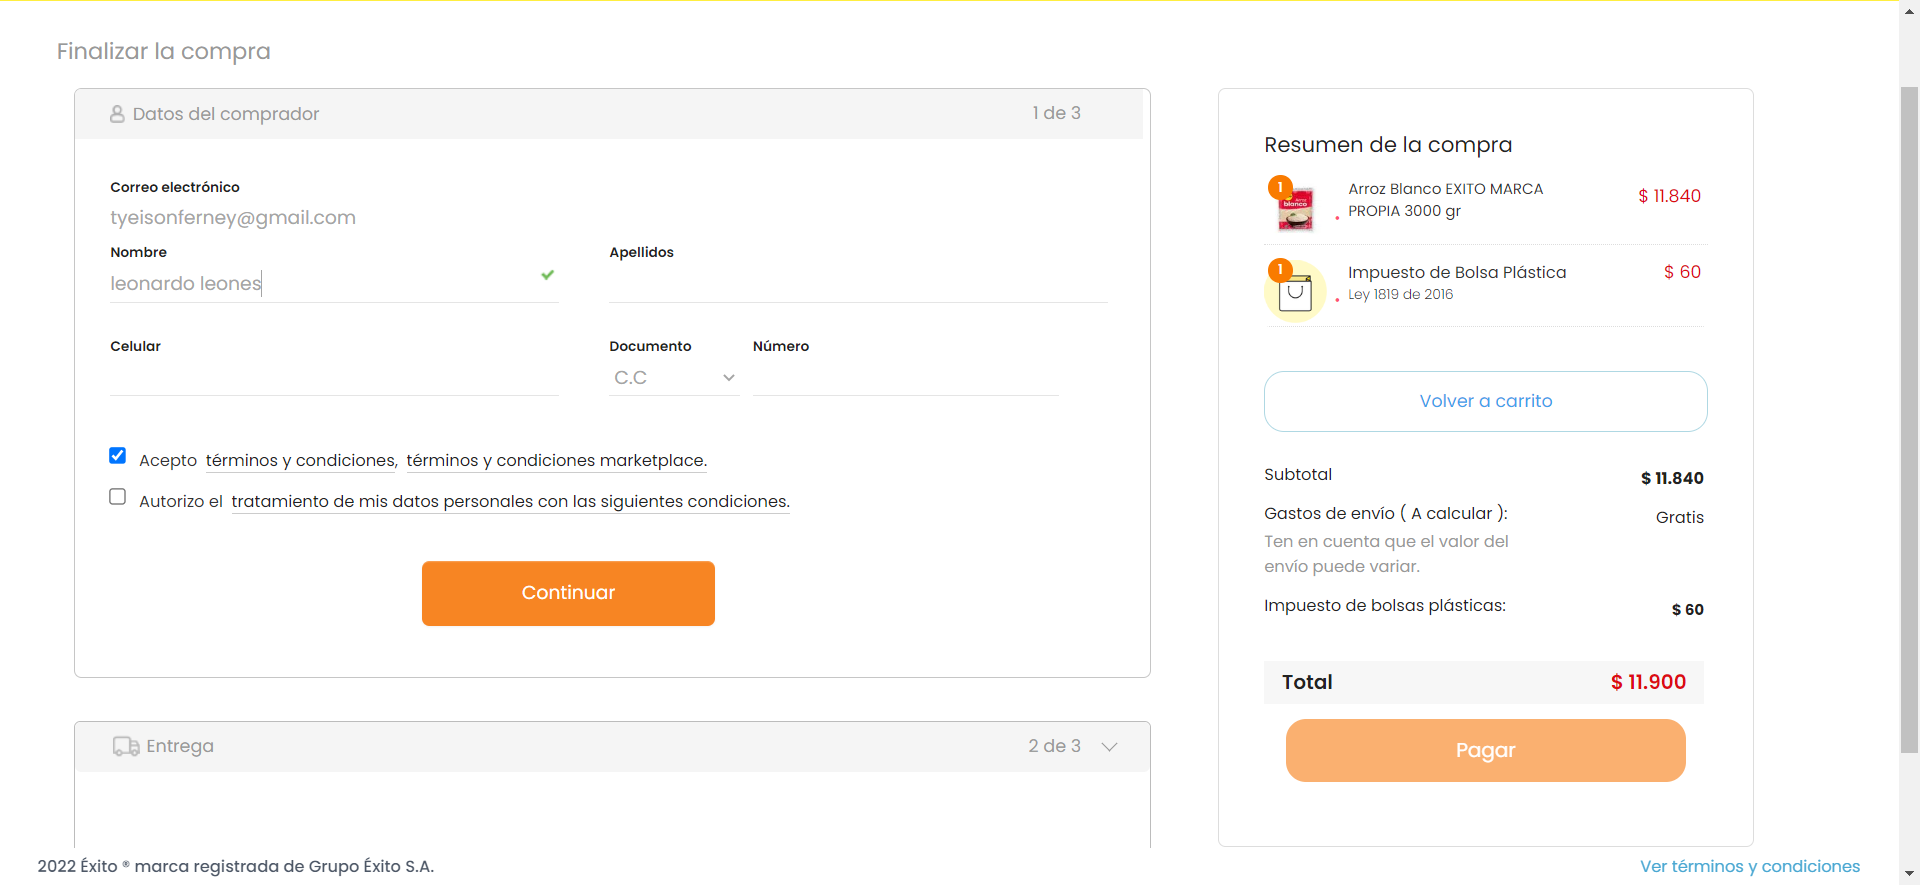 Finalizar la compra
Datos del comprador
1 de 3
Correo electrónico
tyeisonferney@gmail.com
Nombre
Apellidos
leonardo leones
Celular
Documento
Número
C.C
Acepto términos y condiciones, términos y condiciones marketplace.
Autorizo el tratamiento de mis datos personales con las siguientes condiciones.
Continuar
Entrega
2 de 3
Resumen de la compra
1
blanco
Arroz Blanco EXITO MARCA
PROPIA 3000 gr
$ 11.840
1
Impuesto de Bolsa Plástica
$ 60
Ley 1819 de 2016
Volver a carrito
Subtotal
$ 11.840
Gastos de envío ( A calcular ):
Gratis
Ten en cuenta que el valor del
envío puede variar.
Impuesto de bolsas plásticas:
$ 60
Total
$ 11.900
Pagar
2022 Éxito ® marca registrada de Grupo Éxito S.A.
Ver términos y condiciones